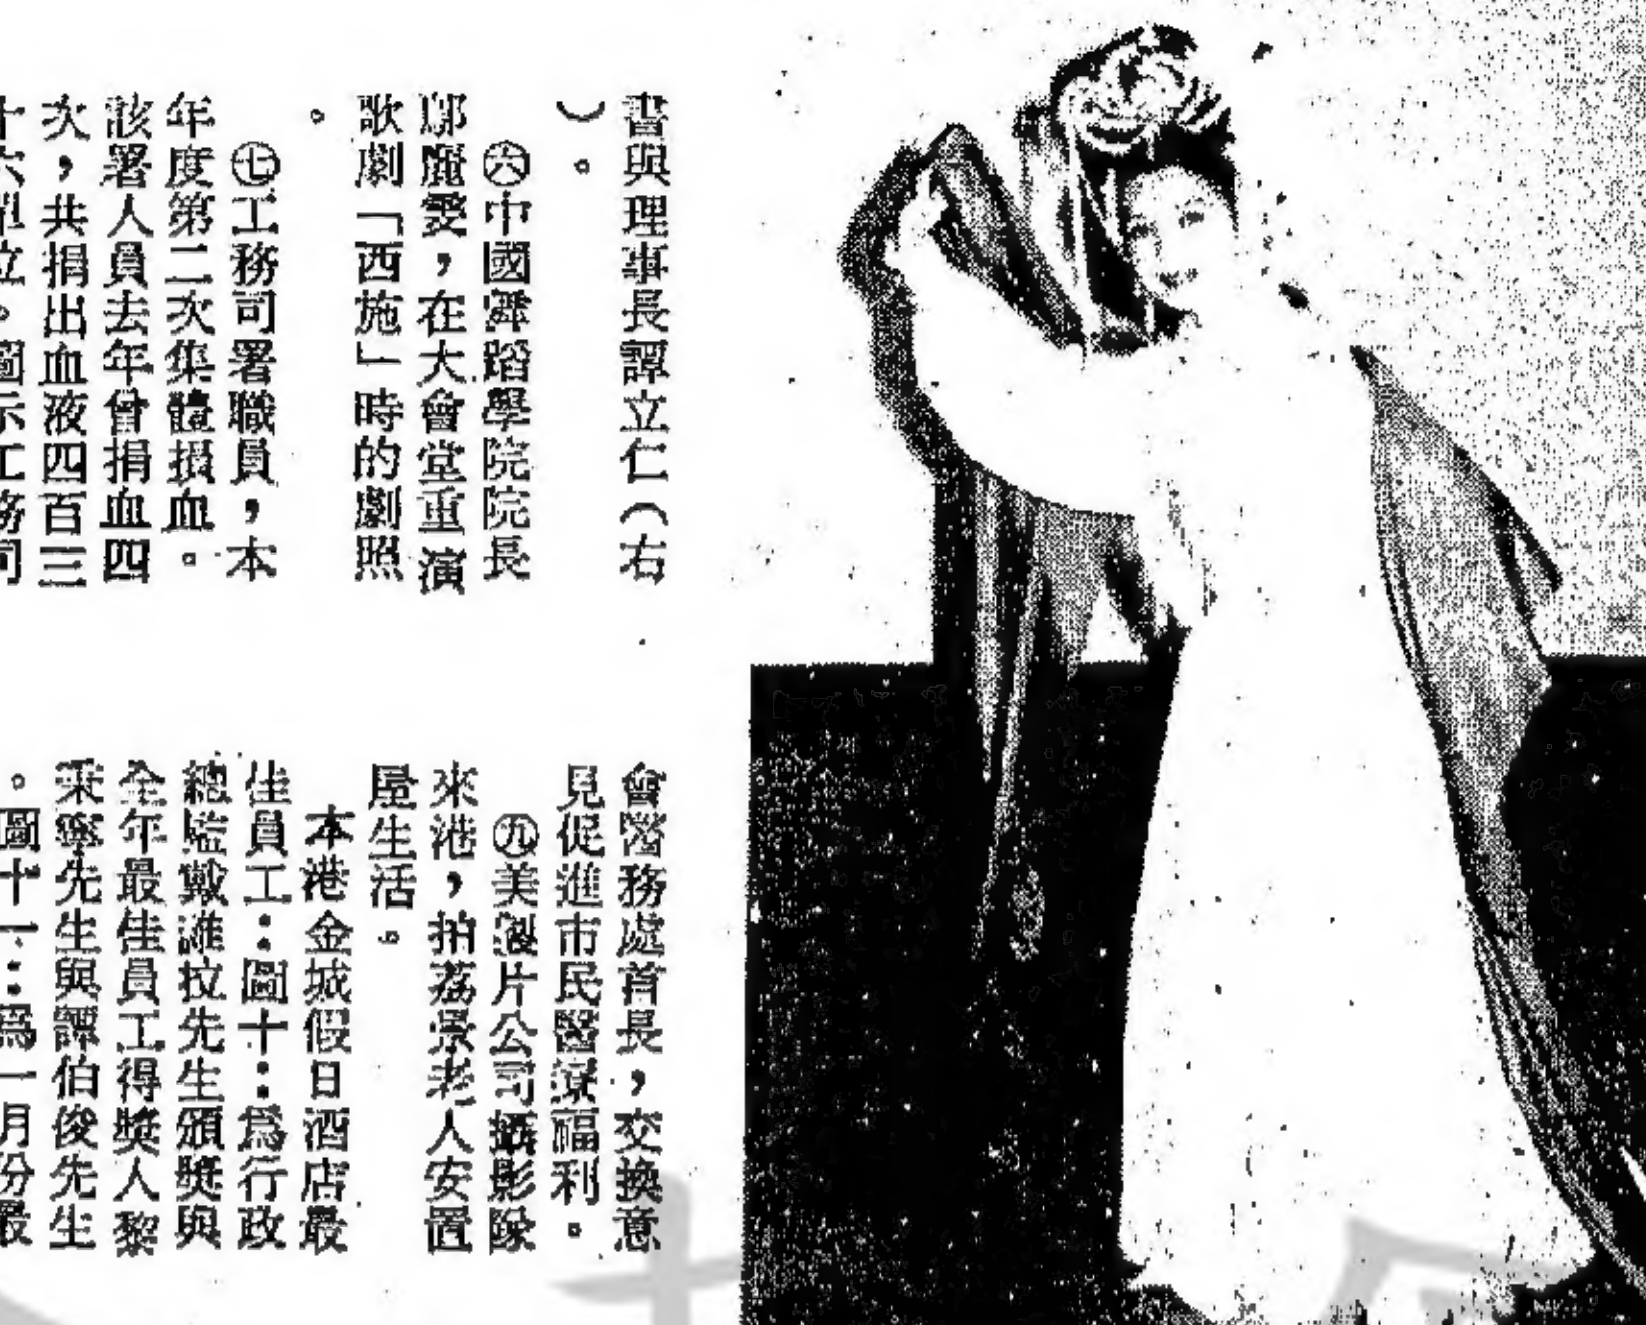 書與理事長譚立仁（右
）。
㊅中國舞蹈學院院長
鄔麗雯，在大會堂重演
歌劇「西施」時的劇照
。
㊆工務司署職員，本
年度第二次集體損血。
該署人員去年曾捐血四
次，共捐出血液四百三
十六單位。圖示工務司
會醫務處首長，交換意
見促進市民醫療福利。
㊈美製片公司攝影隊
來港，拍荔景老人安置
居生活。
本港金城假日酒店最
佳員工：圖十：爲行政
總監戴維拉先生頒獎與
全年最佳員工得獎人黎
秉寧先生與譚伯俊先生
。圖十一：爲一月份最